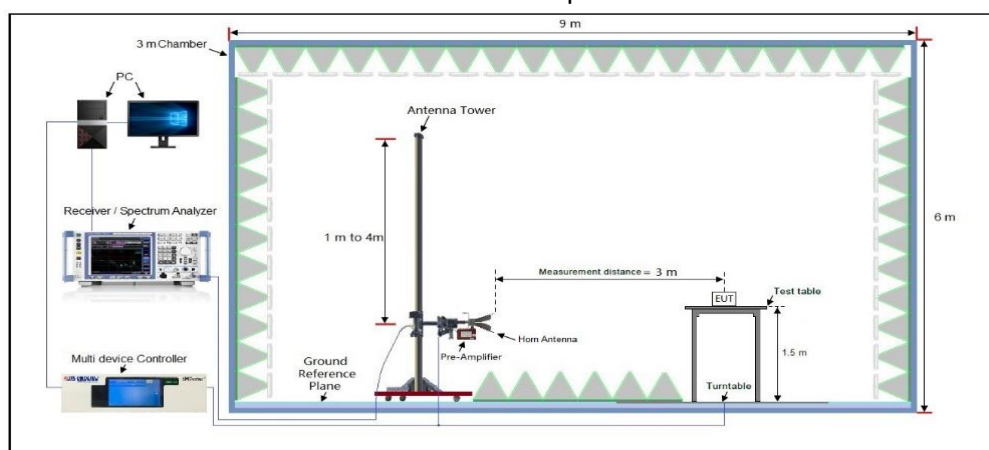 9 m
3 m Chamber
PC
Antenna Tower
Receiver / Spectrum Analyzer
1 m to 4m
6 m
Measurement distance = 3 m
EUT
Test table
Horn Antenna
Pre-Amplifier
1.5 m
Multi device Controller
Ground
Reference
Plane
Turntable